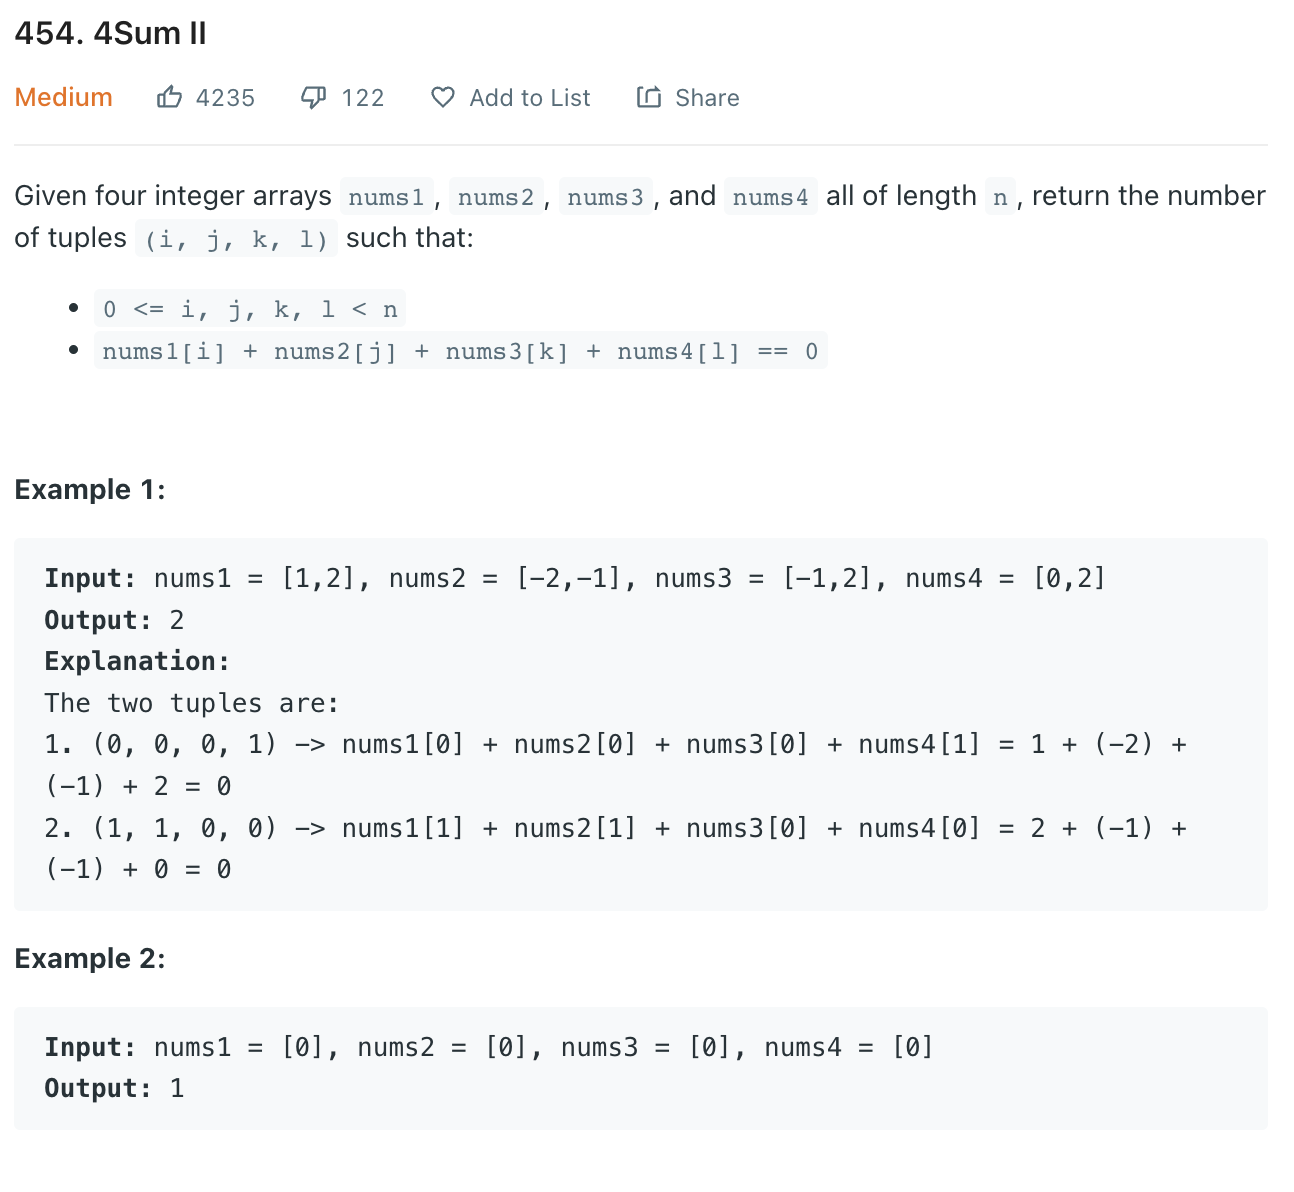 454. 4Sum II
Medium 4235 122 Add to List Share
Given four integer arrays nums1, nums2, nums3, and nums4 all of length n, return the number
of tuples (i, j, k, l) such that:
• 0 <= i, j, k, l < n
• nums1[i] + nums2[j] + nums3[k] + nums4[l] == 0
Example 1:
Input: nums1 = [1,2], nums2 = [-2,-1], nums3 = [-1,2], nums4 = [0,2]
Output: 2
Explanation:
The two tuples are:
1. (0, 0, 0, 1) -> nums1[0] + nums2[0] + nums3[0] + nums4[1] = 1 + (-2) +
(-1) + 2 = 0
2. (1, 1, 0, 0) -> nums1[1] + nums2[1] + nums3[0] + nums4[0] = 2 + (-1) +
(-1) + 0 = 0
Example 2:
Input: nums1 = [0], nums2 = [0], nums3 = [0], nums4 = [0]
Output: 1